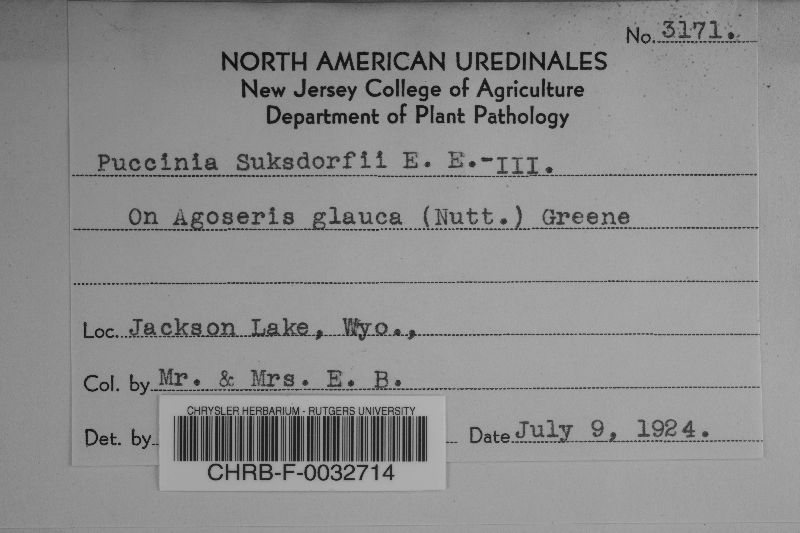 No. 3171.
NORTH AMERICAN UREDINALES
New Jersey College of Agriculture
Department of Plant Pathology
Puccinia Suksdorfii E. E.-III.
On Agoseris glauca (Nutt.) Greene
Loc. Jackson Lake, Wyo.,
Col. by Mr. & Mrs. E. B.
Det. by
Date July 9, 1924.
CHRYSLER HERBARIUM - RUTGERS UNIVERSITY
CHRB-F-0032714